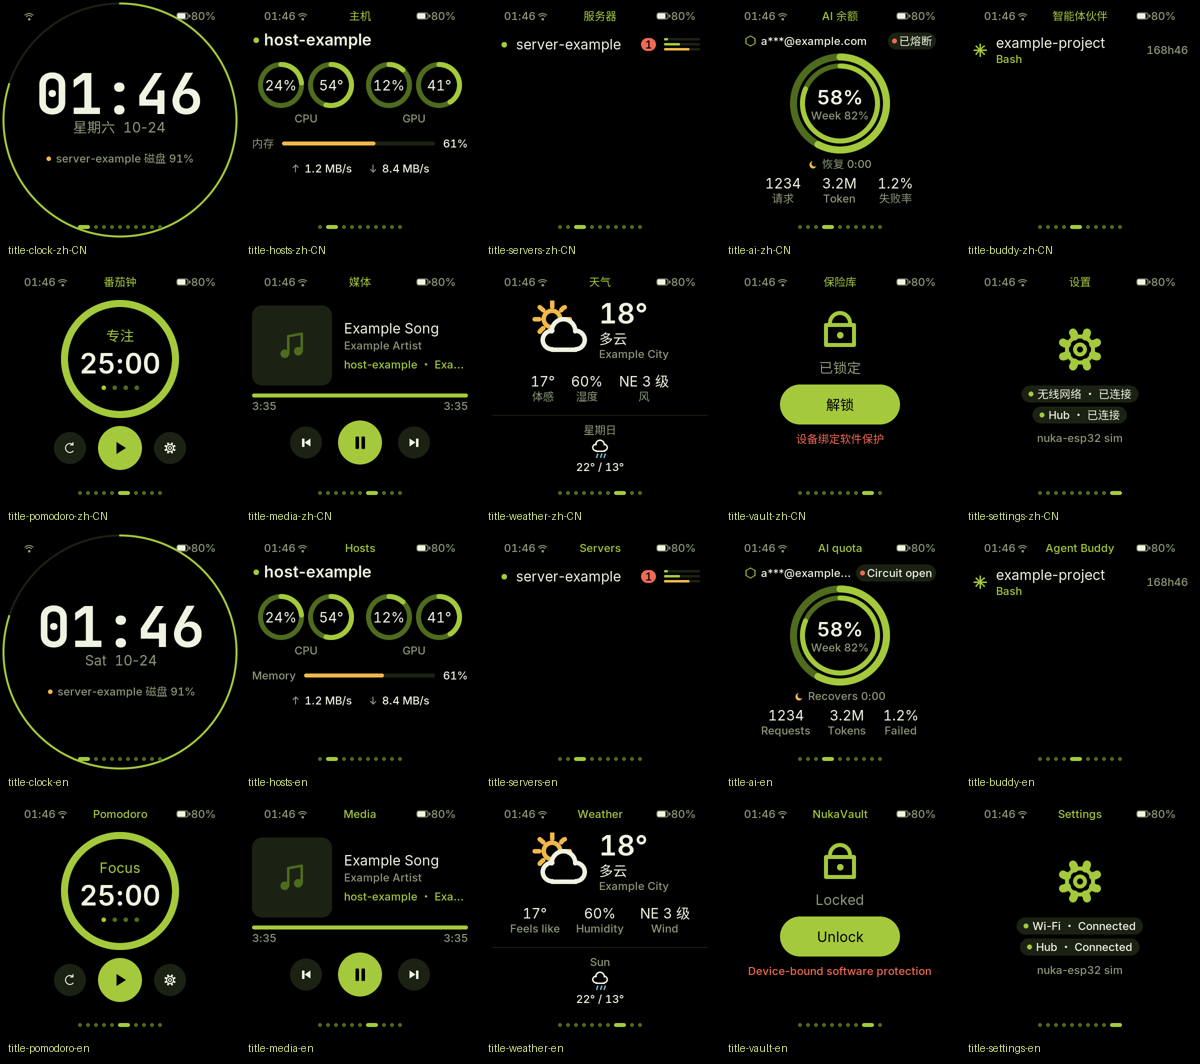 80%
01:46
星期六 10-24
server-example 磁盘 91%
title-clock-zh-CN
01:46 主机 80%
host-example
24% 54° 12% 41°
CPU GPU
内存 61%
↑ 1.2 MB/s ↓ 8.4 MB/s
title-hosts-zh-CN
01:46 服务器 80%
server-example 1
title-servers-zh-CN
01:46 AI 余额 80%
a***@example.com 已熔断
58%
Week 82%
恢复 0:00
1234 3.2M 1.2%
请求 Token 失败率
title-ai-zh-CN
01:46 智能体伙伴 80%
example-project 168h46
Bash
title-buddy-zh-CN
01:46 番茄钟 80%
专注
25:00
title-pomodoro-zh-CN
01:46 媒体 80%
Example Song
Example Artist
host-example · Exa...
3:35 3:35
title-media-zh-CN
01:46 天气 80%
18°
多云
Example City
17° 60% NE 3 级
体感 湿度 风
星期日
22° / 13°
title-weather-zh-CN
01:46 保险库 80%
已锁定
解锁
设备绑定软件保护
title-vault-zh-CN
01:46 设置 80%
无线网络 · 已连接
Hub · 已连接
nuka-esp32 sim
title-settings-zh-CN
80%
01:46
Sat 10-24
server-example 磁盘 91%
title-clock-en
01:46 Hosts 80%
host-example
24% 54° 12% 41°
CPU GPU
Memory 61%
↑ 1.2 MB/s ↓ 8.4 MB/s
title-hosts-en
01:46 Servers 80%
server-example 1
title-servers-en
01:46 AI quota 80%
a***@example... Circuit open
58%
Week 82%
Recovers 0:00
1234 3.2M 1.2%
Requests Tokens Failed
title-ai-en
01:46 Agent Buddy 80%
example-project 168h46
Bash
title-buddy-en
01:46 Pomodoro 80%
Focus
25:00
title-pomodoro-en
01:46 Media 80%
Example Song
Example Artist
host-example · Exa...
3:35 3:35
title-media-en
01:46 Weather 80%
18°
多云
Example City
17° 60% NE 3 级
Feels like Humidity Wind
Sun
22° / 13°
title-weather-en
01:46 NukaVault 80%
Locked
Unlock
Device-bound software protection
title-vault-en
01:46 Settings 80%
Wi-Fi · Connected
Hub · Connected
nuka-esp32 sim
title-settings-en